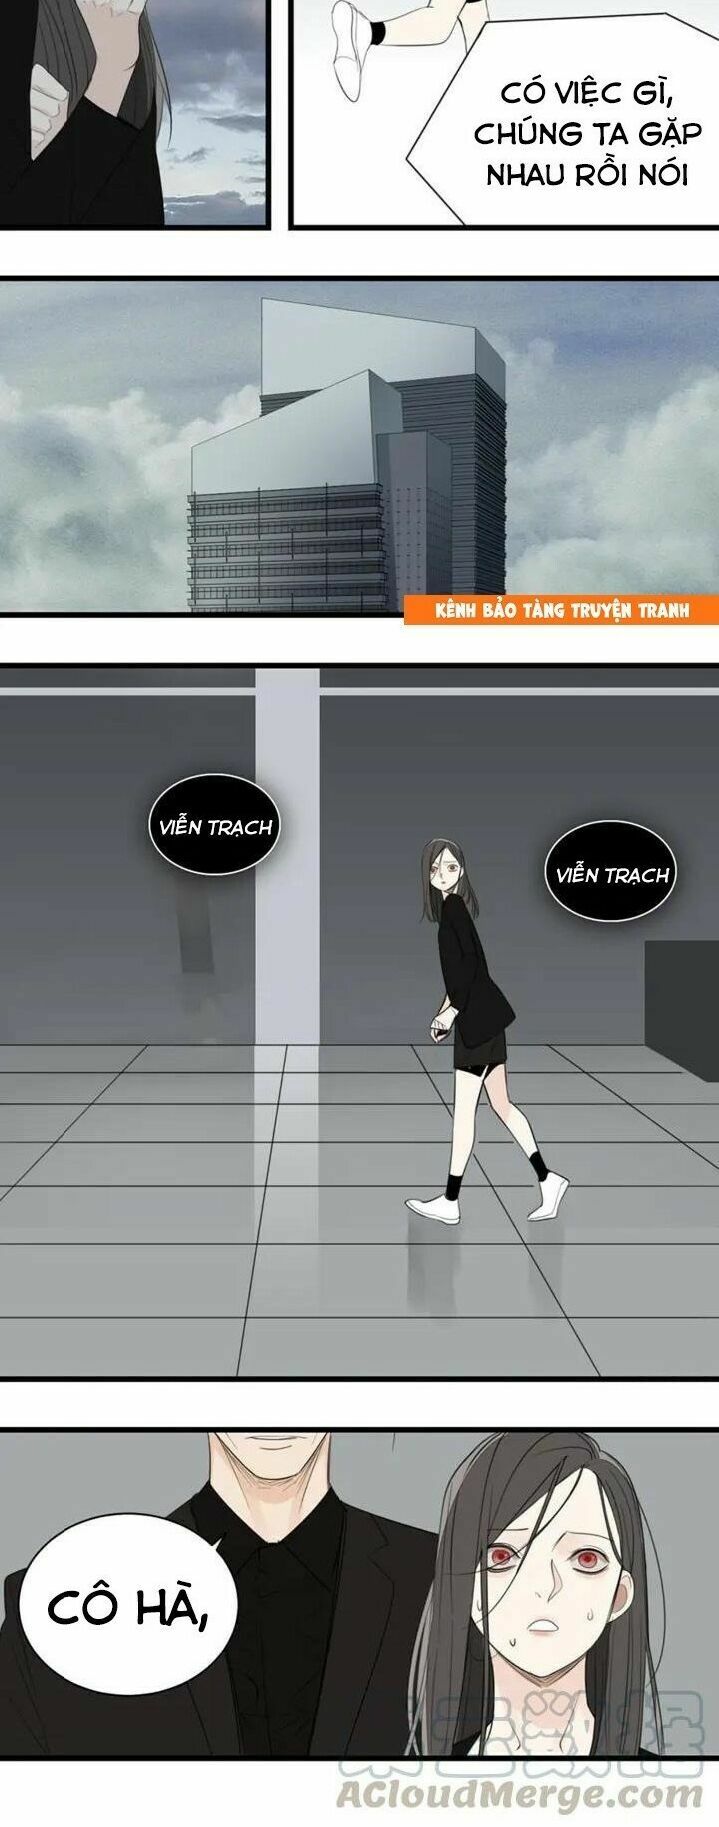 CÓ VIỆC GÌ,
CHÚNG TA GẶP
NHAU RỒI NÓI
KÊNH BẢO TÀNG TRUYỆN TRANH
VIỄN TRẠCH
VIỄN TRẠCH
CÔ HÀ,
ACloudMerge.com